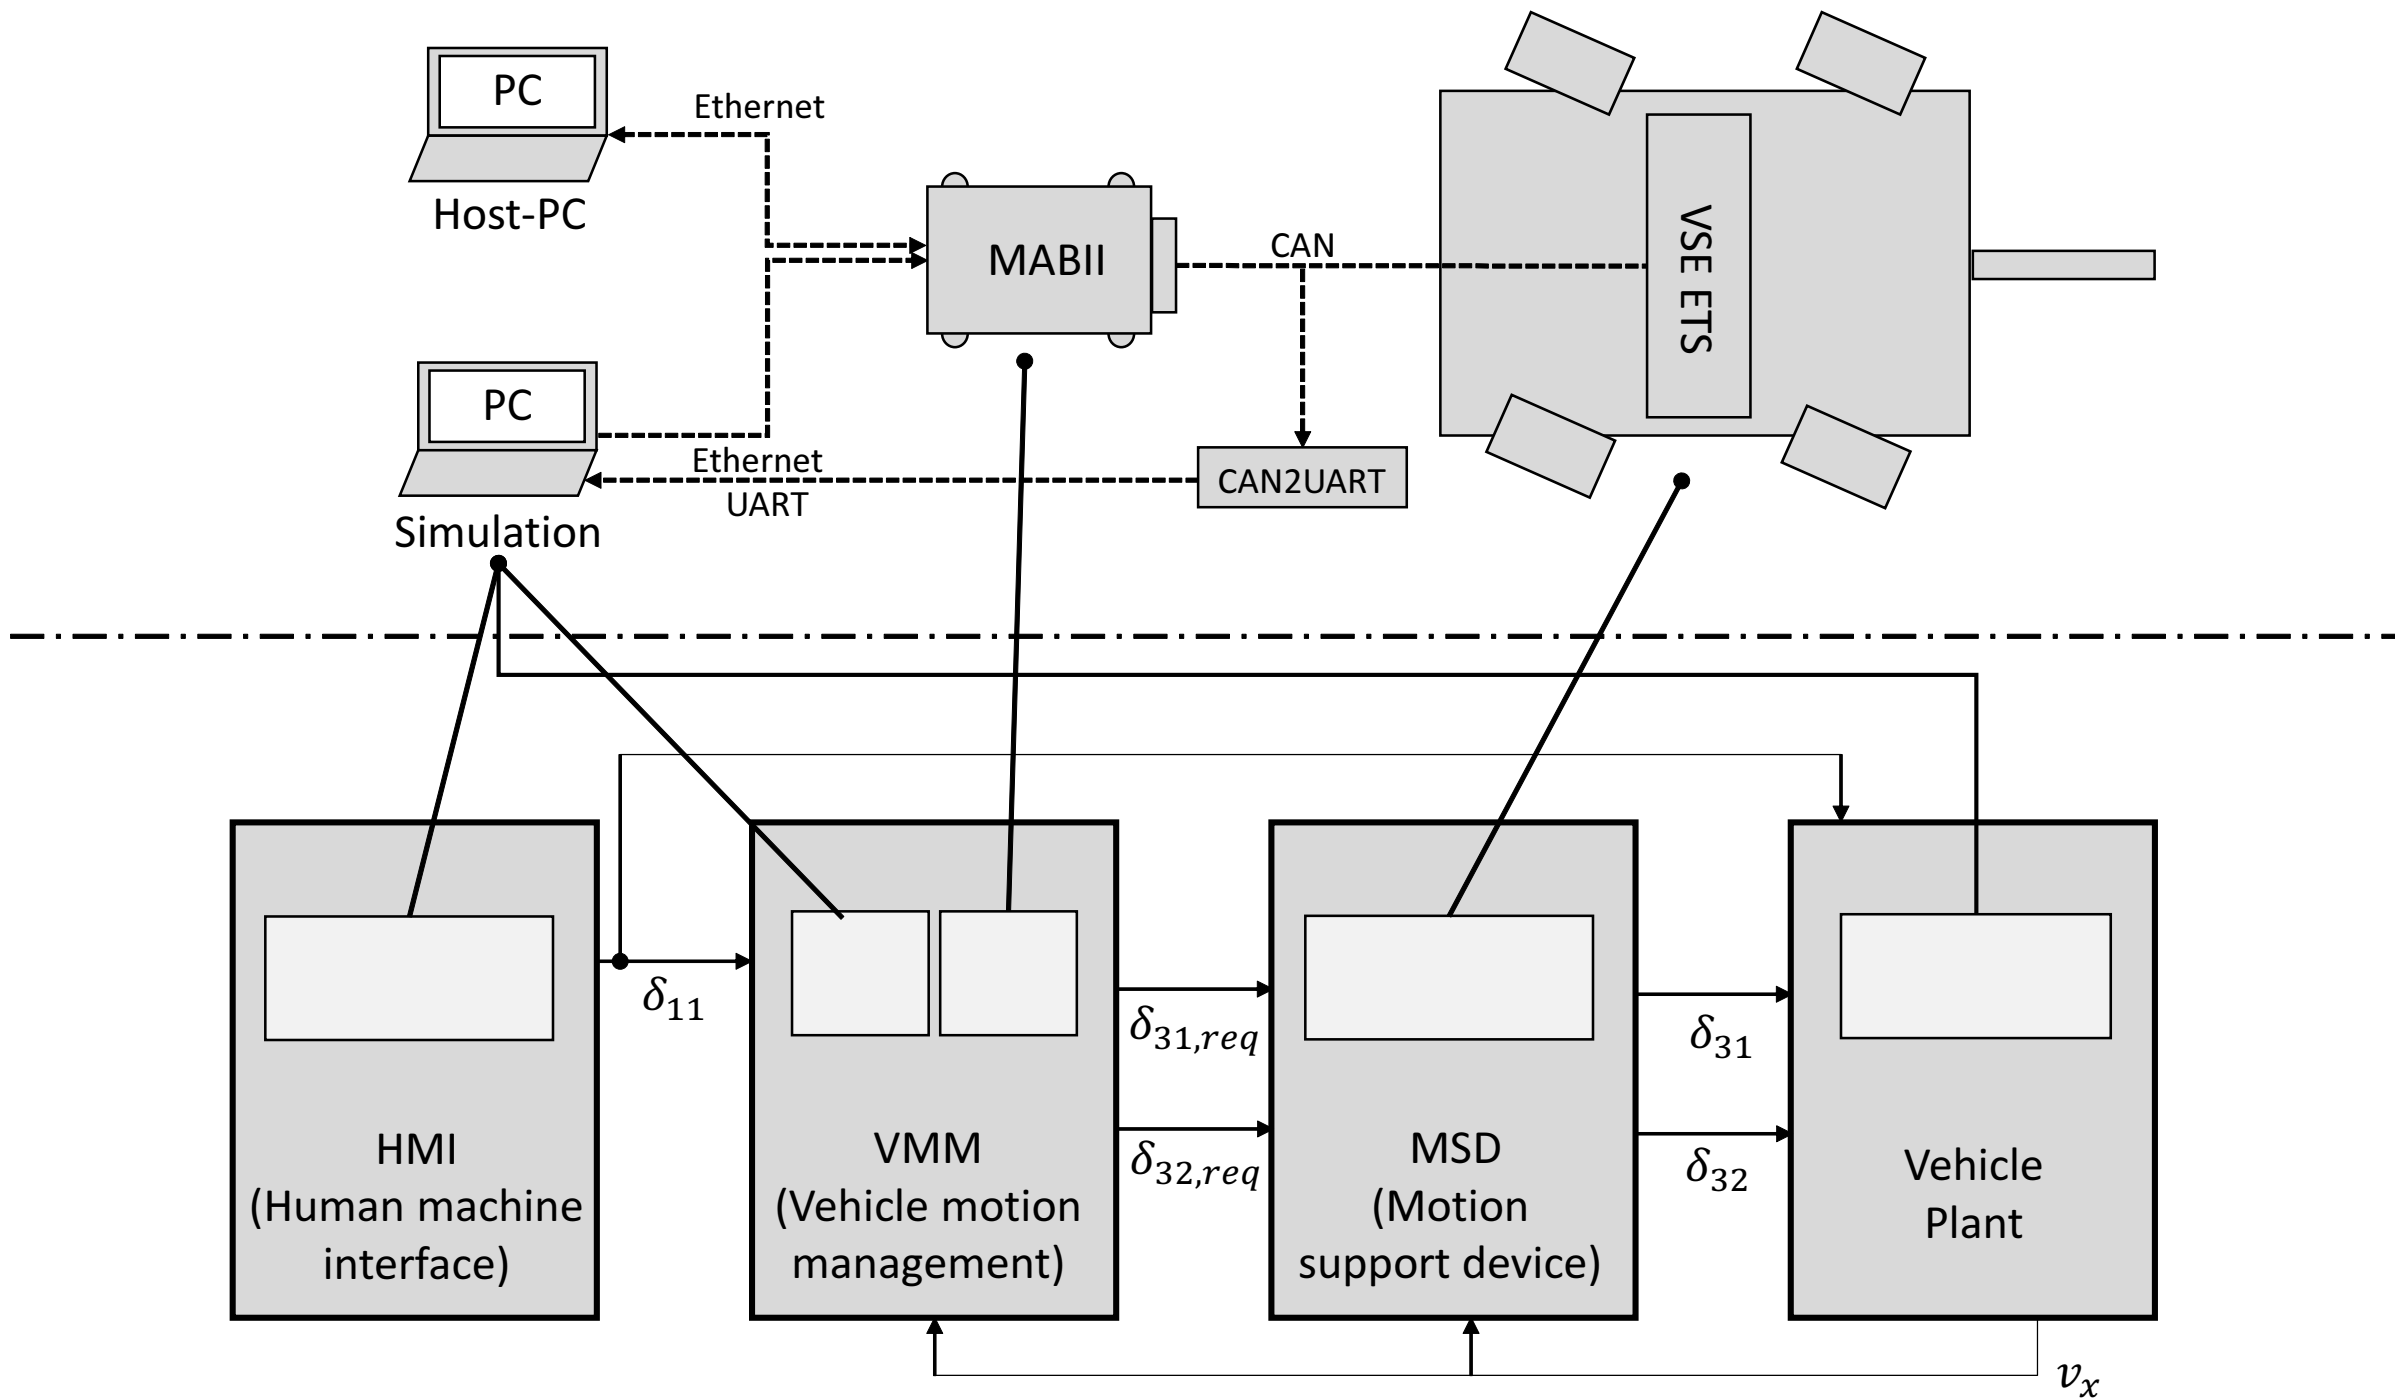 PC
Ethernet
Host-PC
MABII
CAN
VSE ETS
PC
Ethernet
UART
CAN2UART
Simulation
δ11
δ31,req
δ31
δ32,req
δ32
HMI
(Human machine
interface)
VMM
(Vehicle motion
management)
MSD
(Motion
support device)
Vehicle
Plant
vx